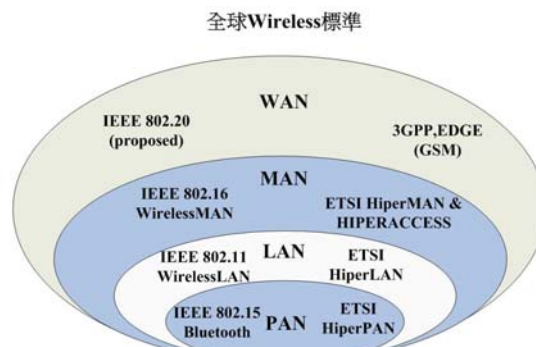 全球Wireless標準
WAN
IEEE 802.20
(proposed)
3GPP,EDGE
(GSM)
MAN
IEEE 802.16
WirelessMAN
ETSI HiperMAN &
HIPERACCESS
LAN
IEEE 802.11
WirelessLAN
ETSI
HiperLAN
IEEE 802.15
Bluetooth
PAN
ETSI
HiperPAN